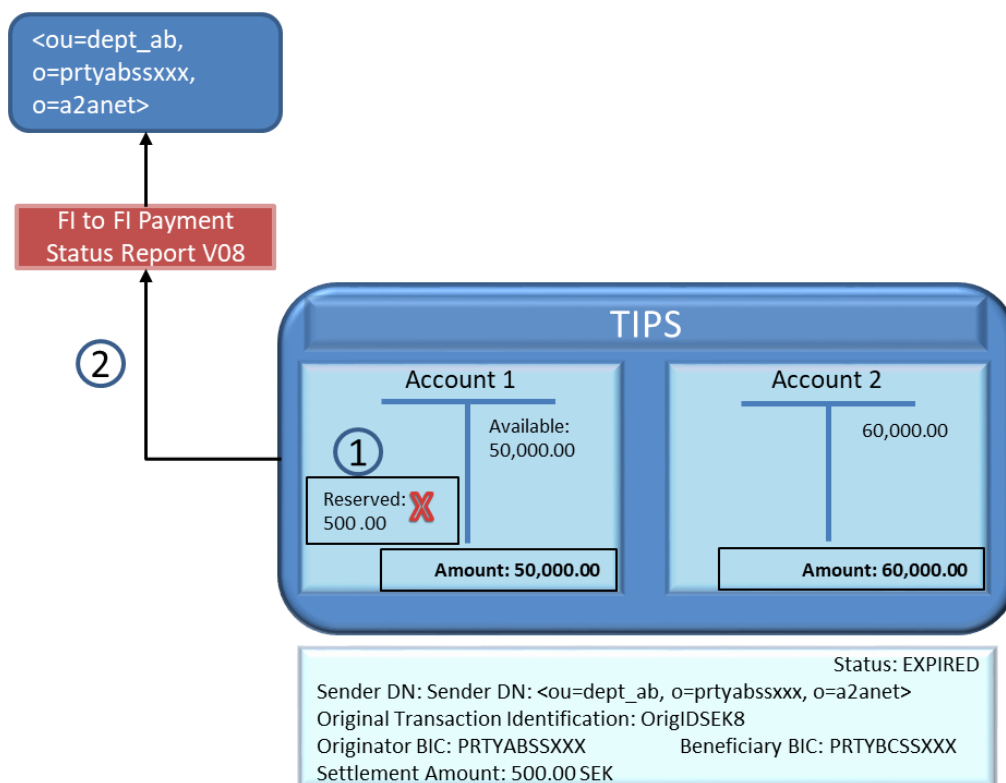 <ou=dept_ab,
o=prtyabssxxx,
o=a2anet>
FI to FI Payment
Status Report V08
2
TIPS
Account 1
Available:
50,000.00
1
Reserved:
500 .00
X
Amount: 50,000.00
Account 2
60,000.00
Amount: 60,000.00
Status: EXPIRED
Sender DN: Sender DN: <ou=dept_ab, o=prtyabssxxx, o=a2anet>
Original Transaction Identification: OrigIDSEK8
Originator BIC: PRTYABSSXXX Beneficiary BIC: PRTYBCSSXXX
Settlement Amount: 500.00 SEK